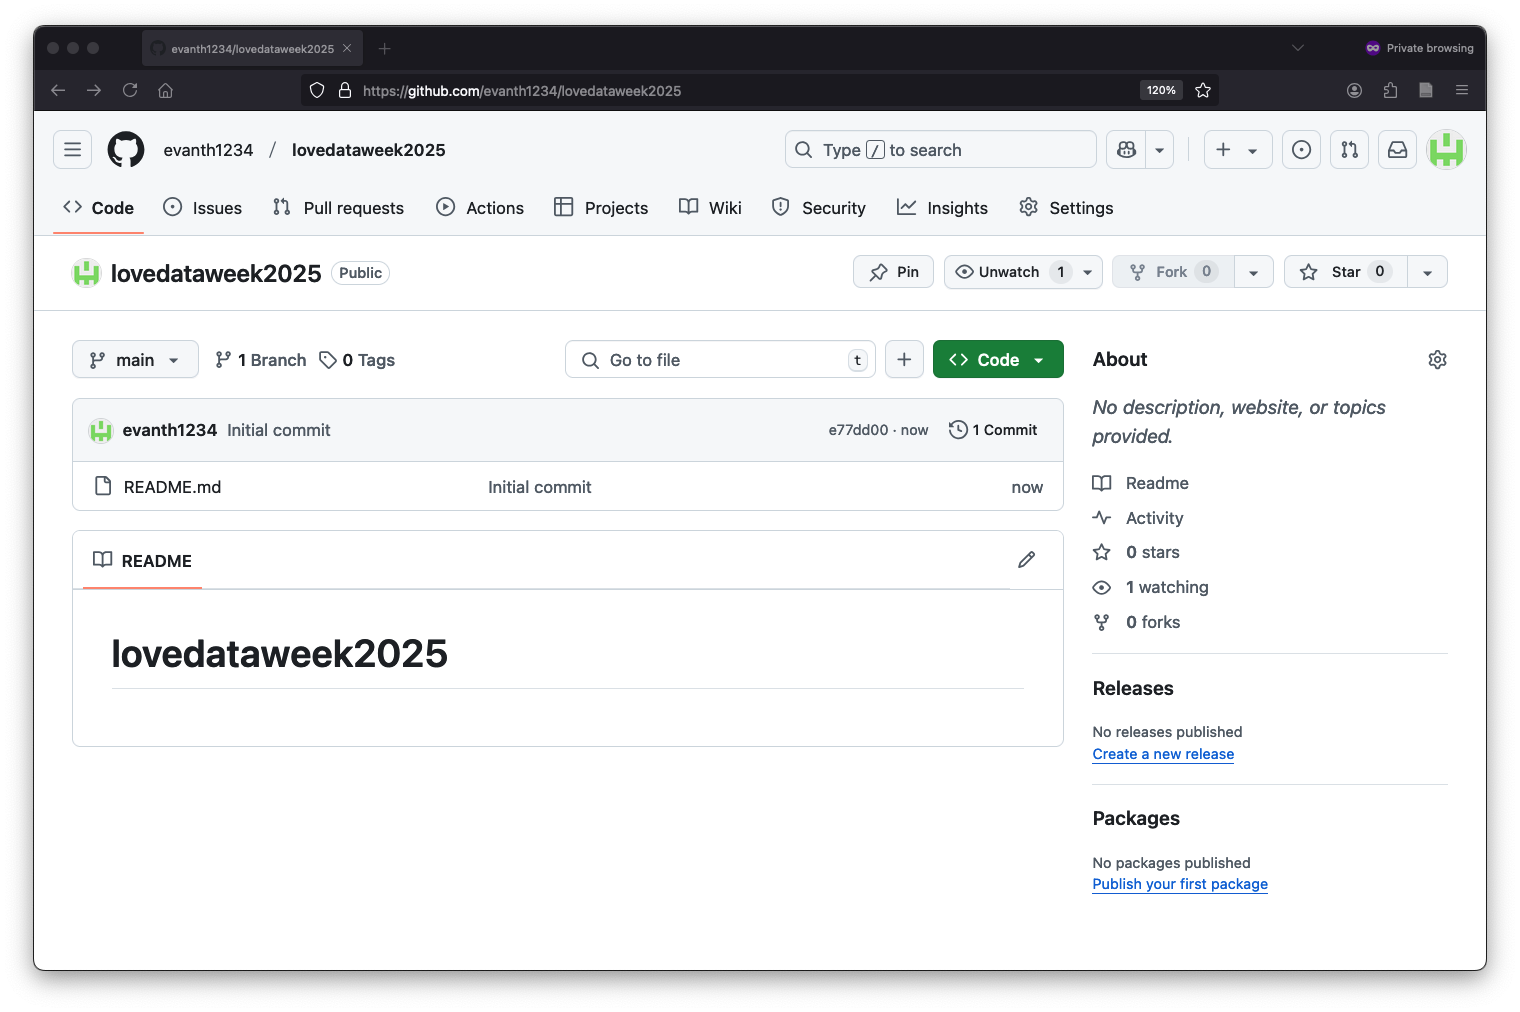 evanth1234/lovedataweek2025
Private browsing
https://github.com/evanth1234/lovedataweek2025
120%
evanth1234 / lovedataweek2025
Type / to search
Code
Issues
Pull requests
Actions
Projects
Wiki
Security
Insights
Settings
lovedataweek2025 Public
Pin
Unwatch 1
Fork 0
Star 0
main
1 Branch
0 Tags
Go to file t
Code
evanth1234 Initial commit
e77dd00 · now
1 Commit
README.md Initial commit now
README
lovedataweek2025
About
No description, website, or topics
provided.
Readme
Activity
0 stars
1 watching
0 forks
Releases
No releases published
Create a new release
Packages
No packages published
Publish your first package